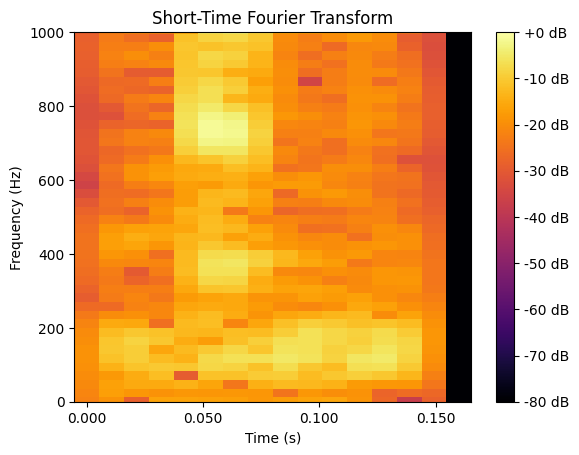 Short-Time Fourier Transform
1000
800
600
400
200
0
Frequency (Hz)
0.000
0.050
0.100
0.150
Time (s)
+0 dB
-10 dB
-20 dB
-30 dB
-40 dB
-50 dB
-60 dB
-70 dB
-80 dB